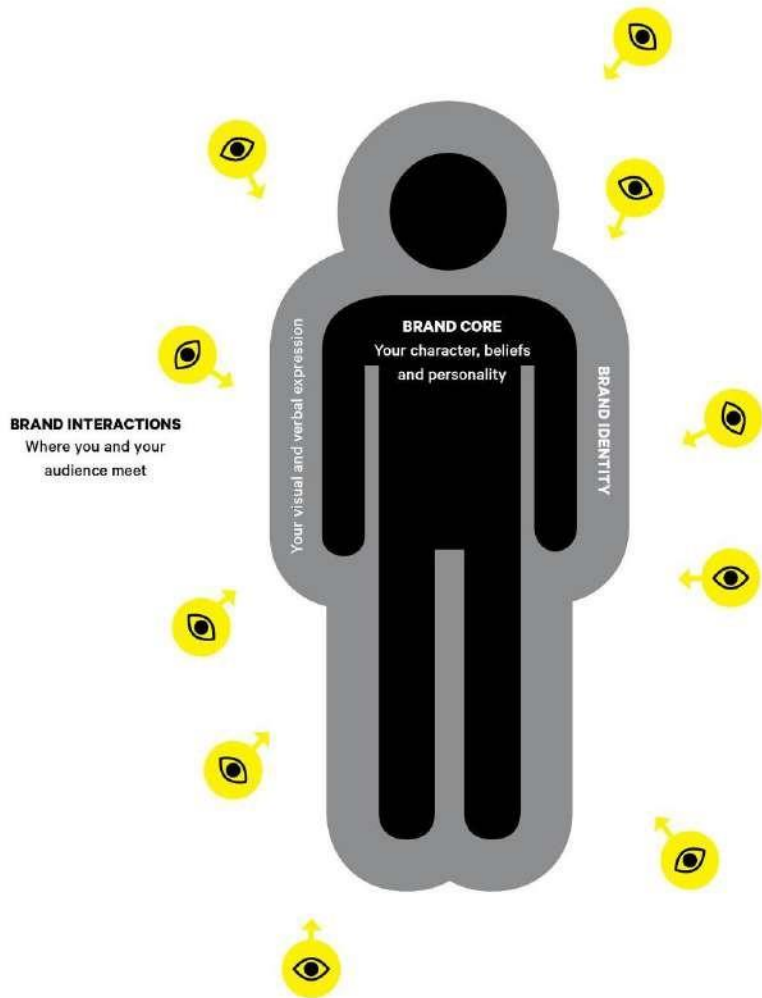 BRAND CORE
Your character, beliefs
and personality
Your visual and verbal expression
BRAND IDENTITY
BRAND INTERACTIONS
Where you and your
audience meet